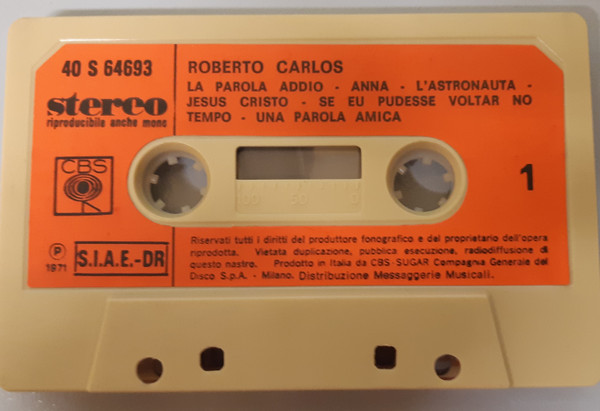 40 S 64693
stereo
riproducibile anche mono
CBS
P
1971
S.I.A.E.-DR
ROBERTO CARLOS
LA PAROLA ADDIO - ANNA - L'ASTRONAUTA -
JESUS CRISTO - SE EU PUDESSE VOLTAR NO
TEMPO - UNA PAROLA AMICA
1
Riservati tutti i diritti del produttore fonografico e del proprietario dell'opera
riprodotta. Vietata duplicazione, pubblica esecuzione, radiodiffusione di
questo nastro. Prodotto in Italia da CBS-SUGAR Compagnia Generale del
Disco S.p.A. - Milano. Distribuzione Messaggerie Musicali.